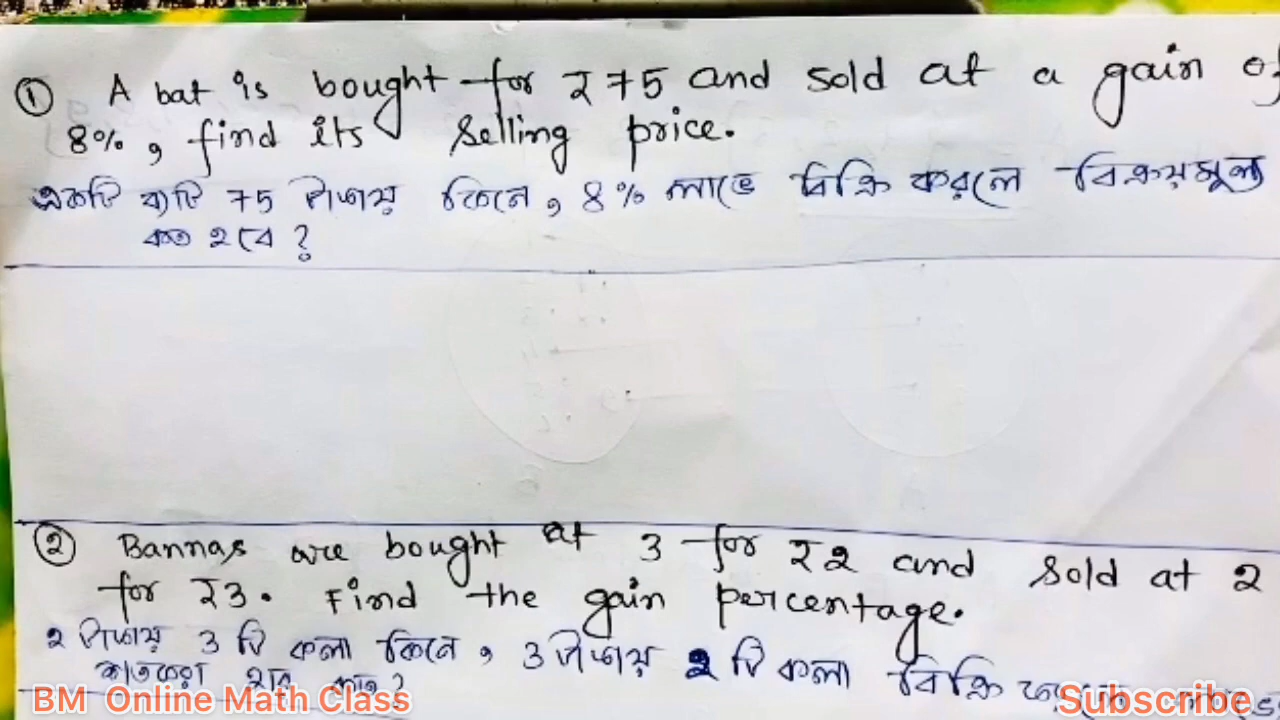 ① A bat is bought for ₹75 and sold at a gain of
8%, find its selling price.
একটি ব্যাট 75 টাকায় কিনে, 8% লাভে বিক্রি করলে বিক্রয়মূল্য
কত হবে?
② Bannas are bought at 3 for ₹2 and sold at 2
for ₹3. Find the gain percentage.
2 টাকায় 3 টি কলা কিনে, 3 টাকায় 2 টি কলা বিক্রি
শতকরা হার কত?
BM Online Math Class
Subscribe